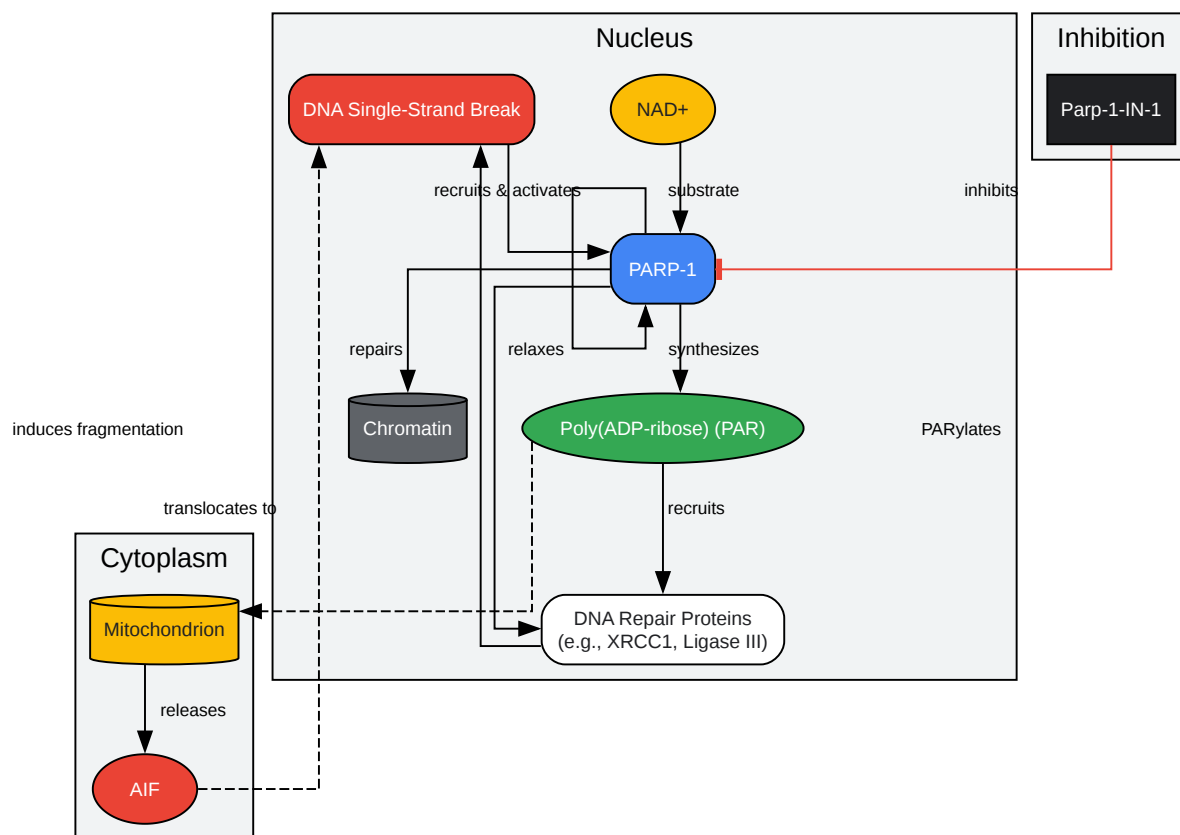 Nucleus
Inhibition
DNA Single-Strand Break
NAD+
Parp-1-IN-1
recruits & activates
substrate
inhibits
PARP-1
repairs
relaxes
synthesizes
Chromatin
Poly(ADP-ribose) (PAR)
induces fragmentation
PARylates
translocates to
recruits
Cytoplasm
Mitochondrion
DNA Repair Proteins
(e.g., XRCC1, Ligase III)
releases
AIF